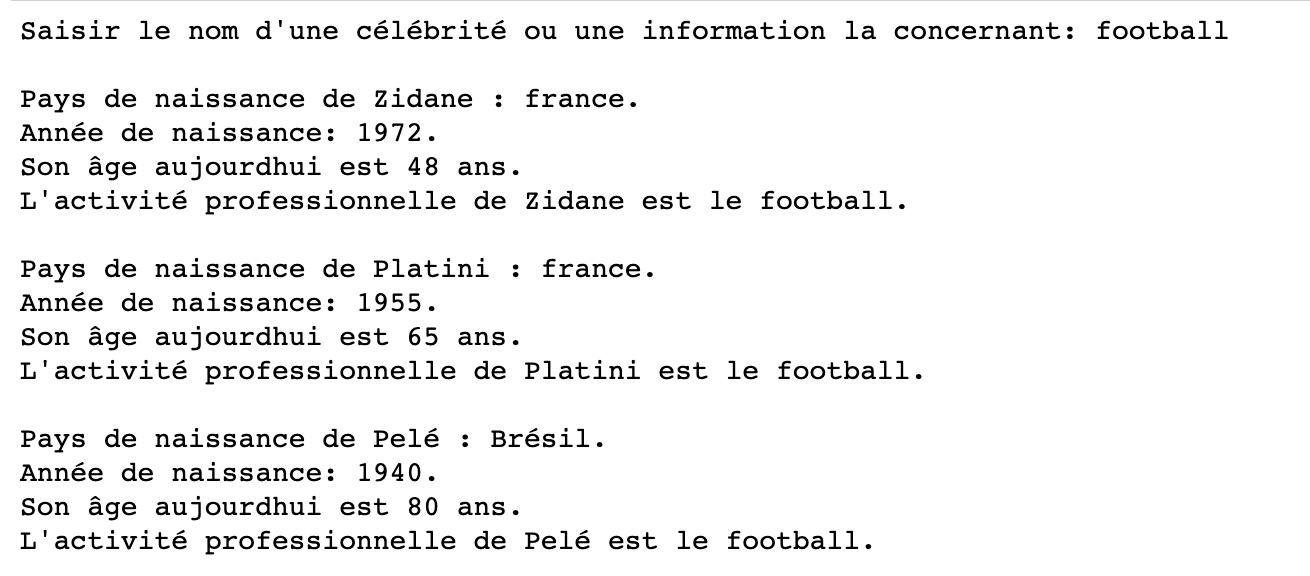 Saisir le nom d'une célébrité ou une information la concernant: football
Pays de naissance de Zidane : france.
Année de naissance: 1972.
Son âge aujourdhui est 48 ans.
L'activité professionnelle de Zidane est le football.
Pays de naissance de Platini : france.
Année de naissance: 1955.
Son âge aujourdhui est 65 ans.
L'activité professionnelle de Platini est le football.
Pays de naissance de Pelé : Brésil.
Année de naissance: 1940.
Son âge aujourdhui est 80 ans.
L'activité professionnelle de Pelé est le football.